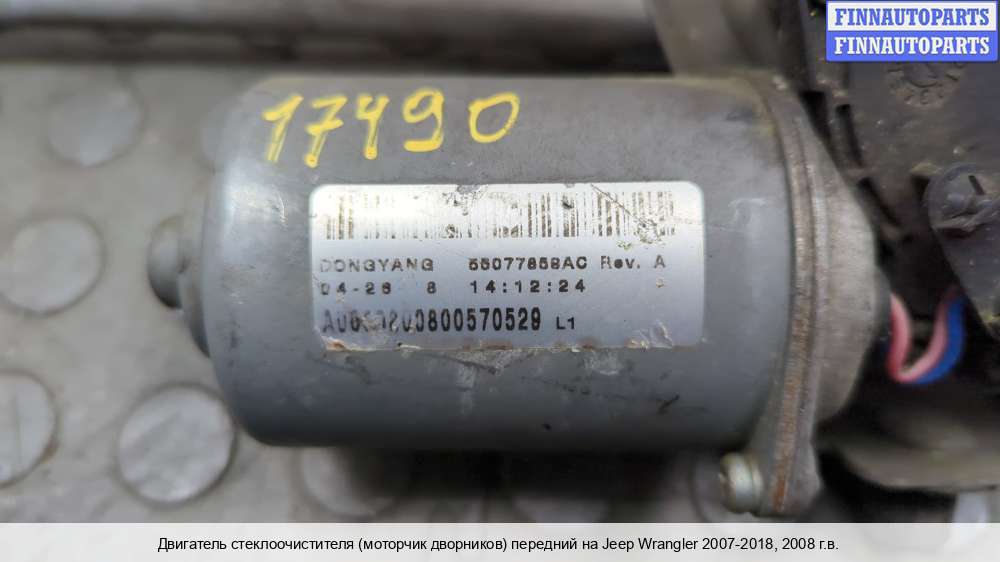 FINNAUTOPARTS
FINNAUTOPARTS
17490
DONGYANG Rev. A
04-26 8 14:12:24
L1
Двигатель стеклоочистителя (моторчик дворников) передний на Jeep Wrangler 2007-2018, 2008 г.в.